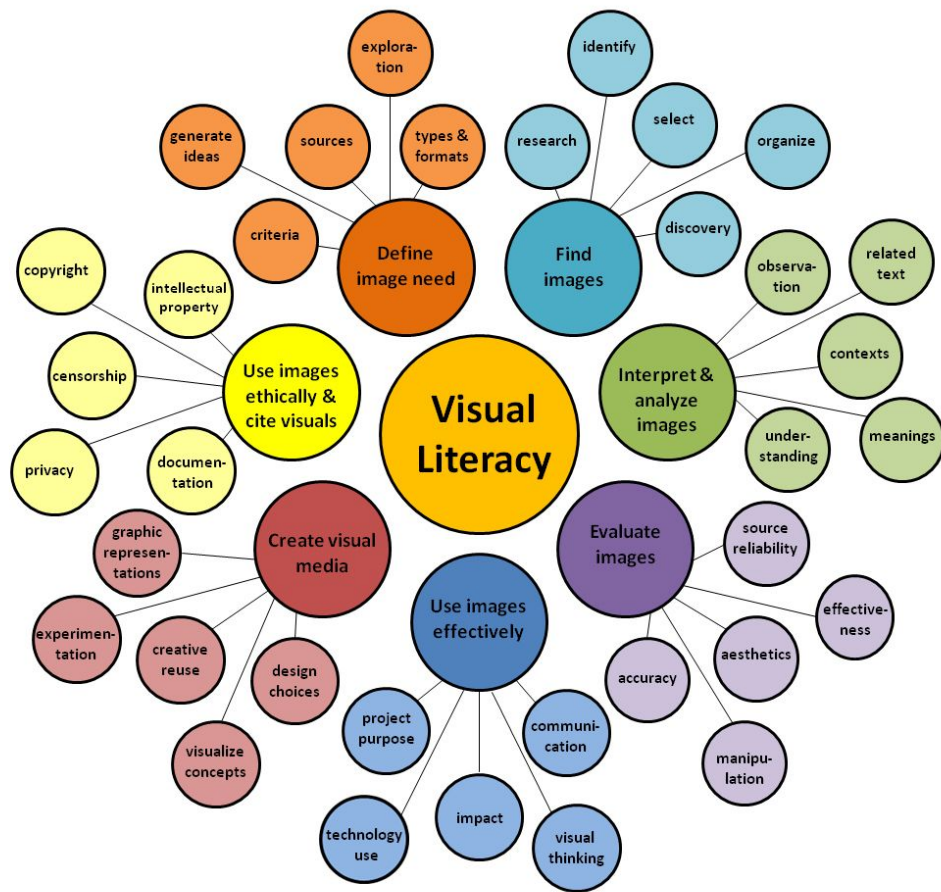 Visual
Literacy
Define
image need
criteria
generate
ideas
sources
explora-
tion
types &
formats
Find
images
research
identify
select
organize
discovery
Interpret &
analyze
images
observa-
tion
related
text
contexts
meanings
under-
standing
Evaluate
images
source
reliability
effective-
ness
aesthetics
manipu-
lation
accuracy
Use images
effectively
communi-
cation
visual
thinking
impact
technology
use
project
purpose
Create visual
media
design
choices
visualize
concepts
creative
reuse
experimen-
tation
graphic
represen-
tations
Use images
ethically &
cite visuals
documen-
tation
privacy
censorship
copyright
intellectual
property